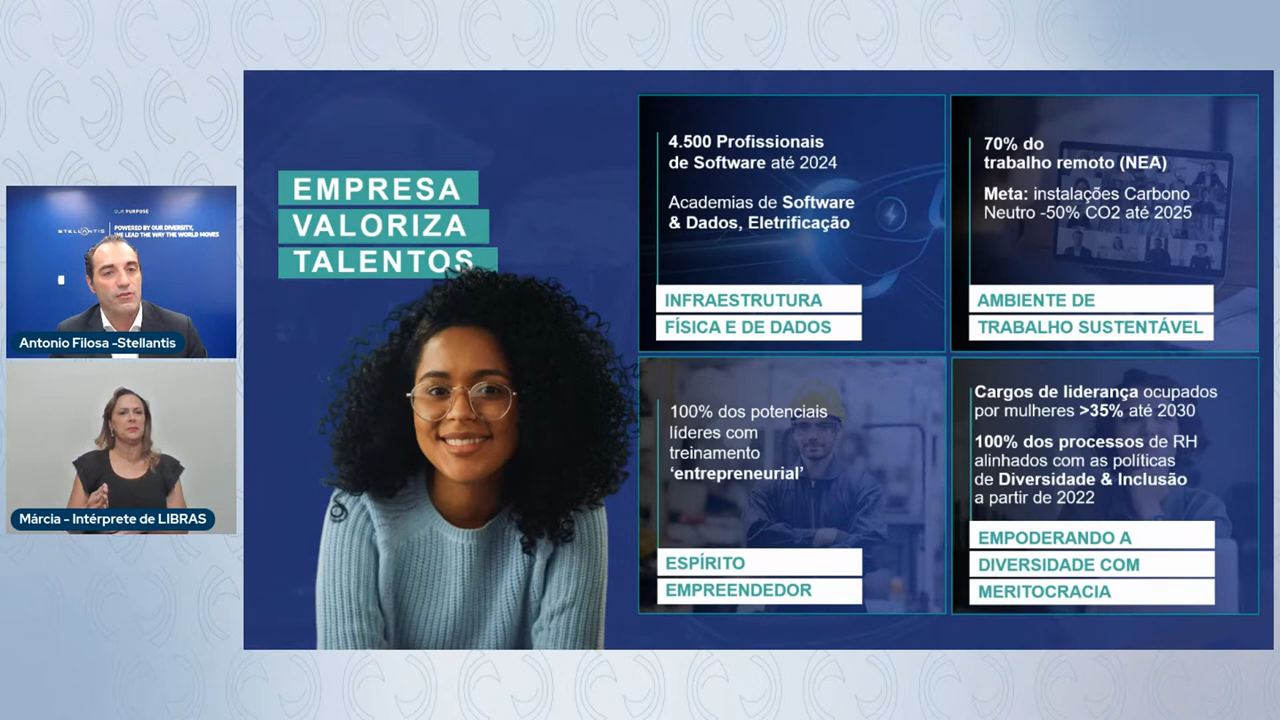 OUR PURPOSE
STELLANTIS
POWERED BY OUR DIVERSITY,
WE LEAD THE WAY THE WORLD MOVES
Antonio Filosa -Stellantis
Márcia - Intérprete de LIBRAS
EMPRESA
VALORIZA
TALENTOS
4.500 Profissionais
de Software até 2024
Academias de Software
& Dados, Eletrificação
INFRAESTRUTURA
FÍSICA E DE DADOS
70% do
trabalho remoto (NEA)
Meta: instalações Carbono
Neutro -50% CO2 até 2025
AMBIENTE DE
TRABALHO SUSTENTÁVEL
100% dos potenciais
líderes com
treinamento
‘entrepreneurial’
ESPÍRITO
EMPREENDEDOR
Cargos de liderança ocupados
por mulheres >35% até 2030
100% dos processos de RH
alinhados com as políticas
de Diversidade & Inclusão
a partir de 2022
EMPODERANDO A
DIVERSIDADE COM
MERITOCRACIA